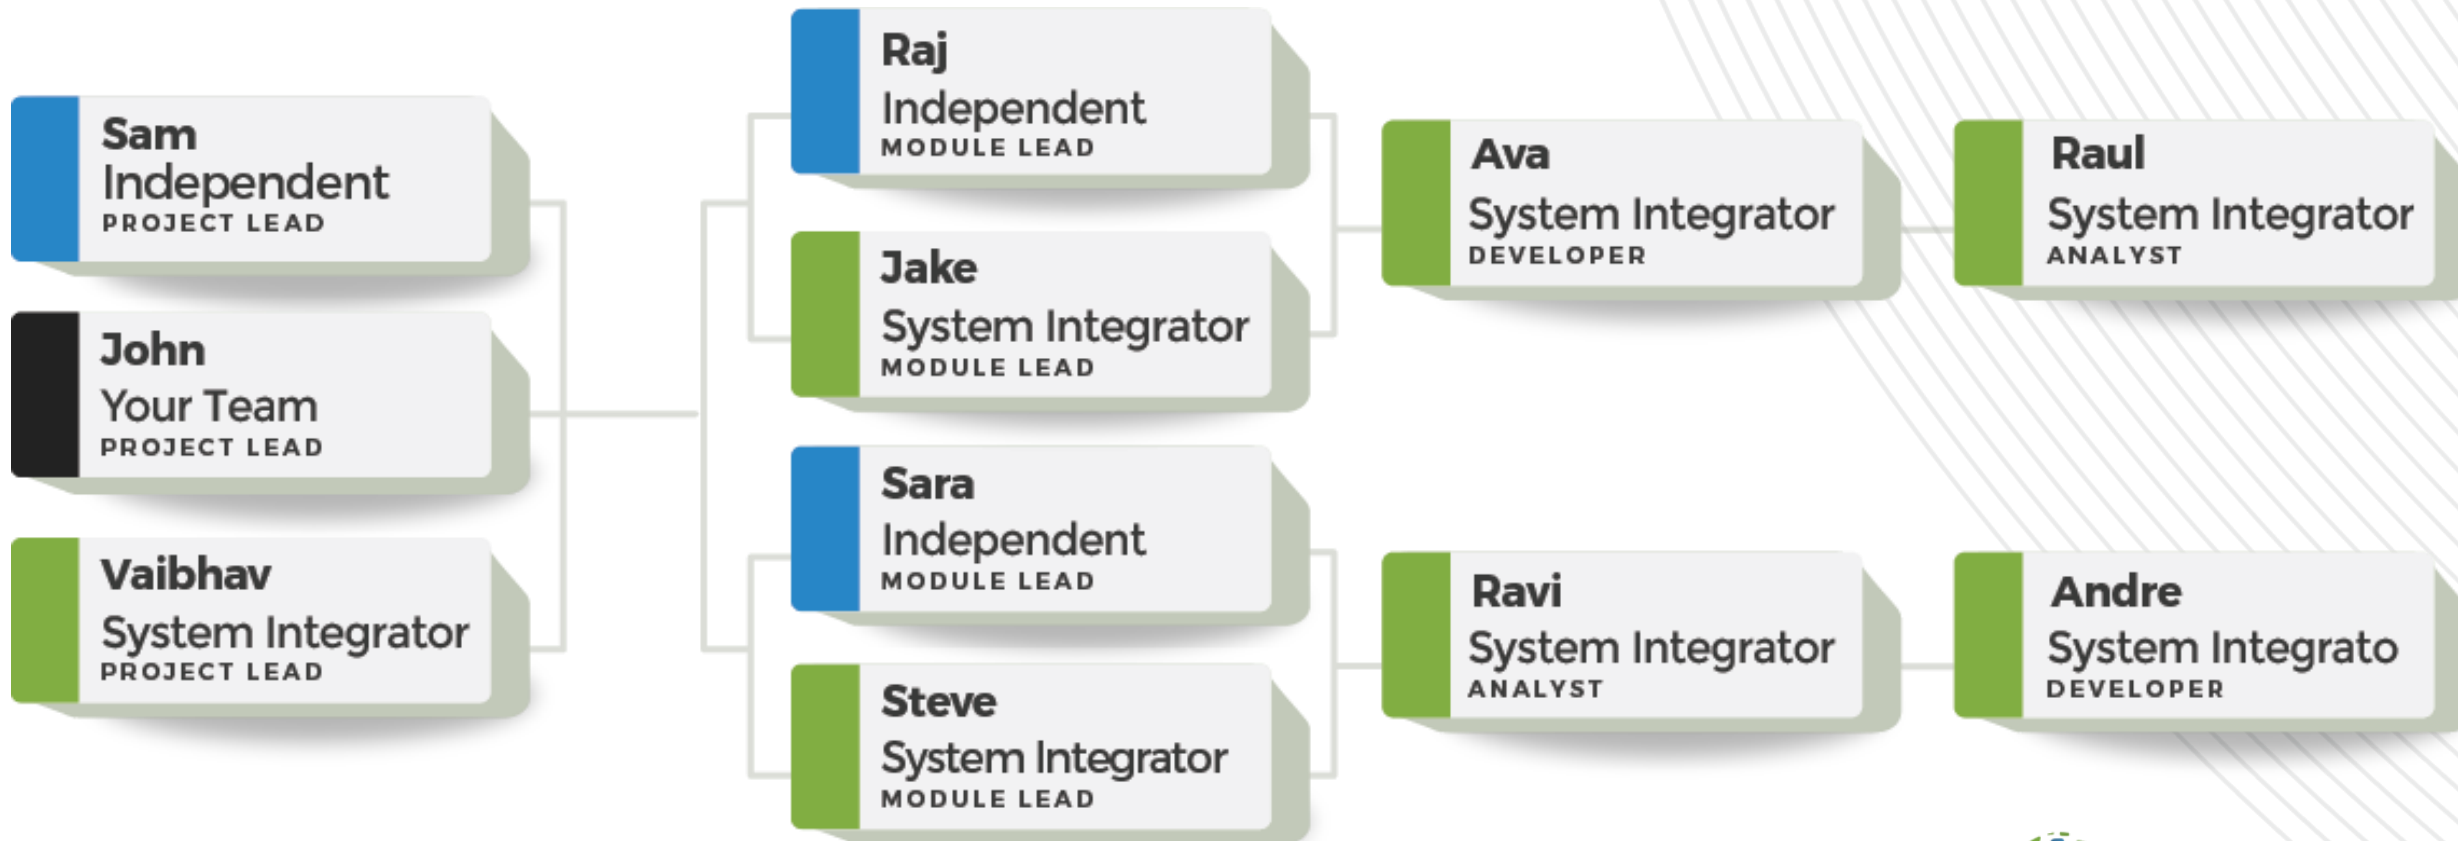 Sam
Independent
PROJECT LEAD
John
Your Team
PROJECT LEAD
Vaibhav
System Integrator
PROJECT LEAD
Raj
Independent
MODULE LEAD
Jake
System Integrator
MODULE LEAD
Sara
Independent
MODULE LEAD
Steve
System Integrator
MODULE LEAD
Ava
System Integrator
DEVELOPER
Ravi
System Integrator
ANALYST
Raul
System Integrator
ANALYST
Andre
System Integrato
DEVELOPER